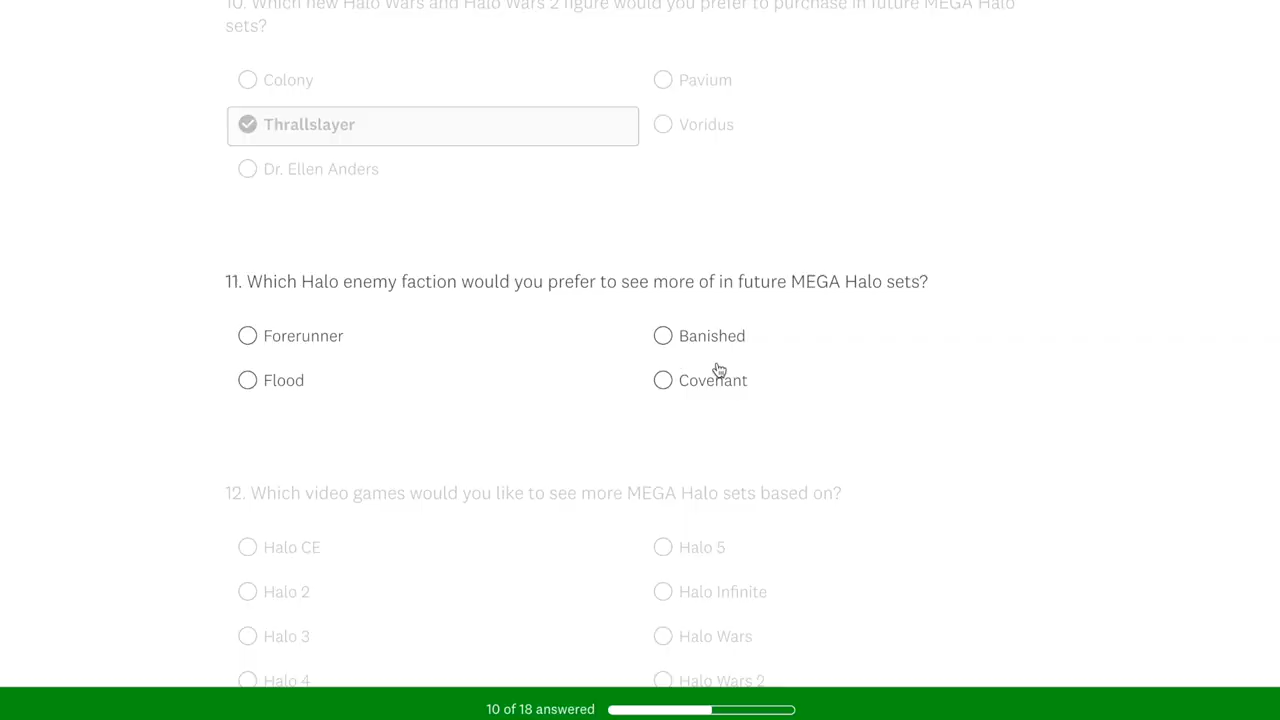 10. Which new Halo Wars and Halo Wars 2 figure would you prefer to purchase in future MEGA Halo
sets?
Colony
Pavium
Thrallslayer
Voridus
Dr. Ellen Anders
11. Which Halo enemy faction would you prefer to see more of in future MEGA Halo sets?
Forerunner
Banished
Flood
Covenant
12. Which video games would you like to see more MEGA Halo sets based on?
Halo CE
Halo 5
Halo 2
Halo Infinite
Halo 3
Halo Wars
Halo 4
Halo Wars 2
10 of 18 answered